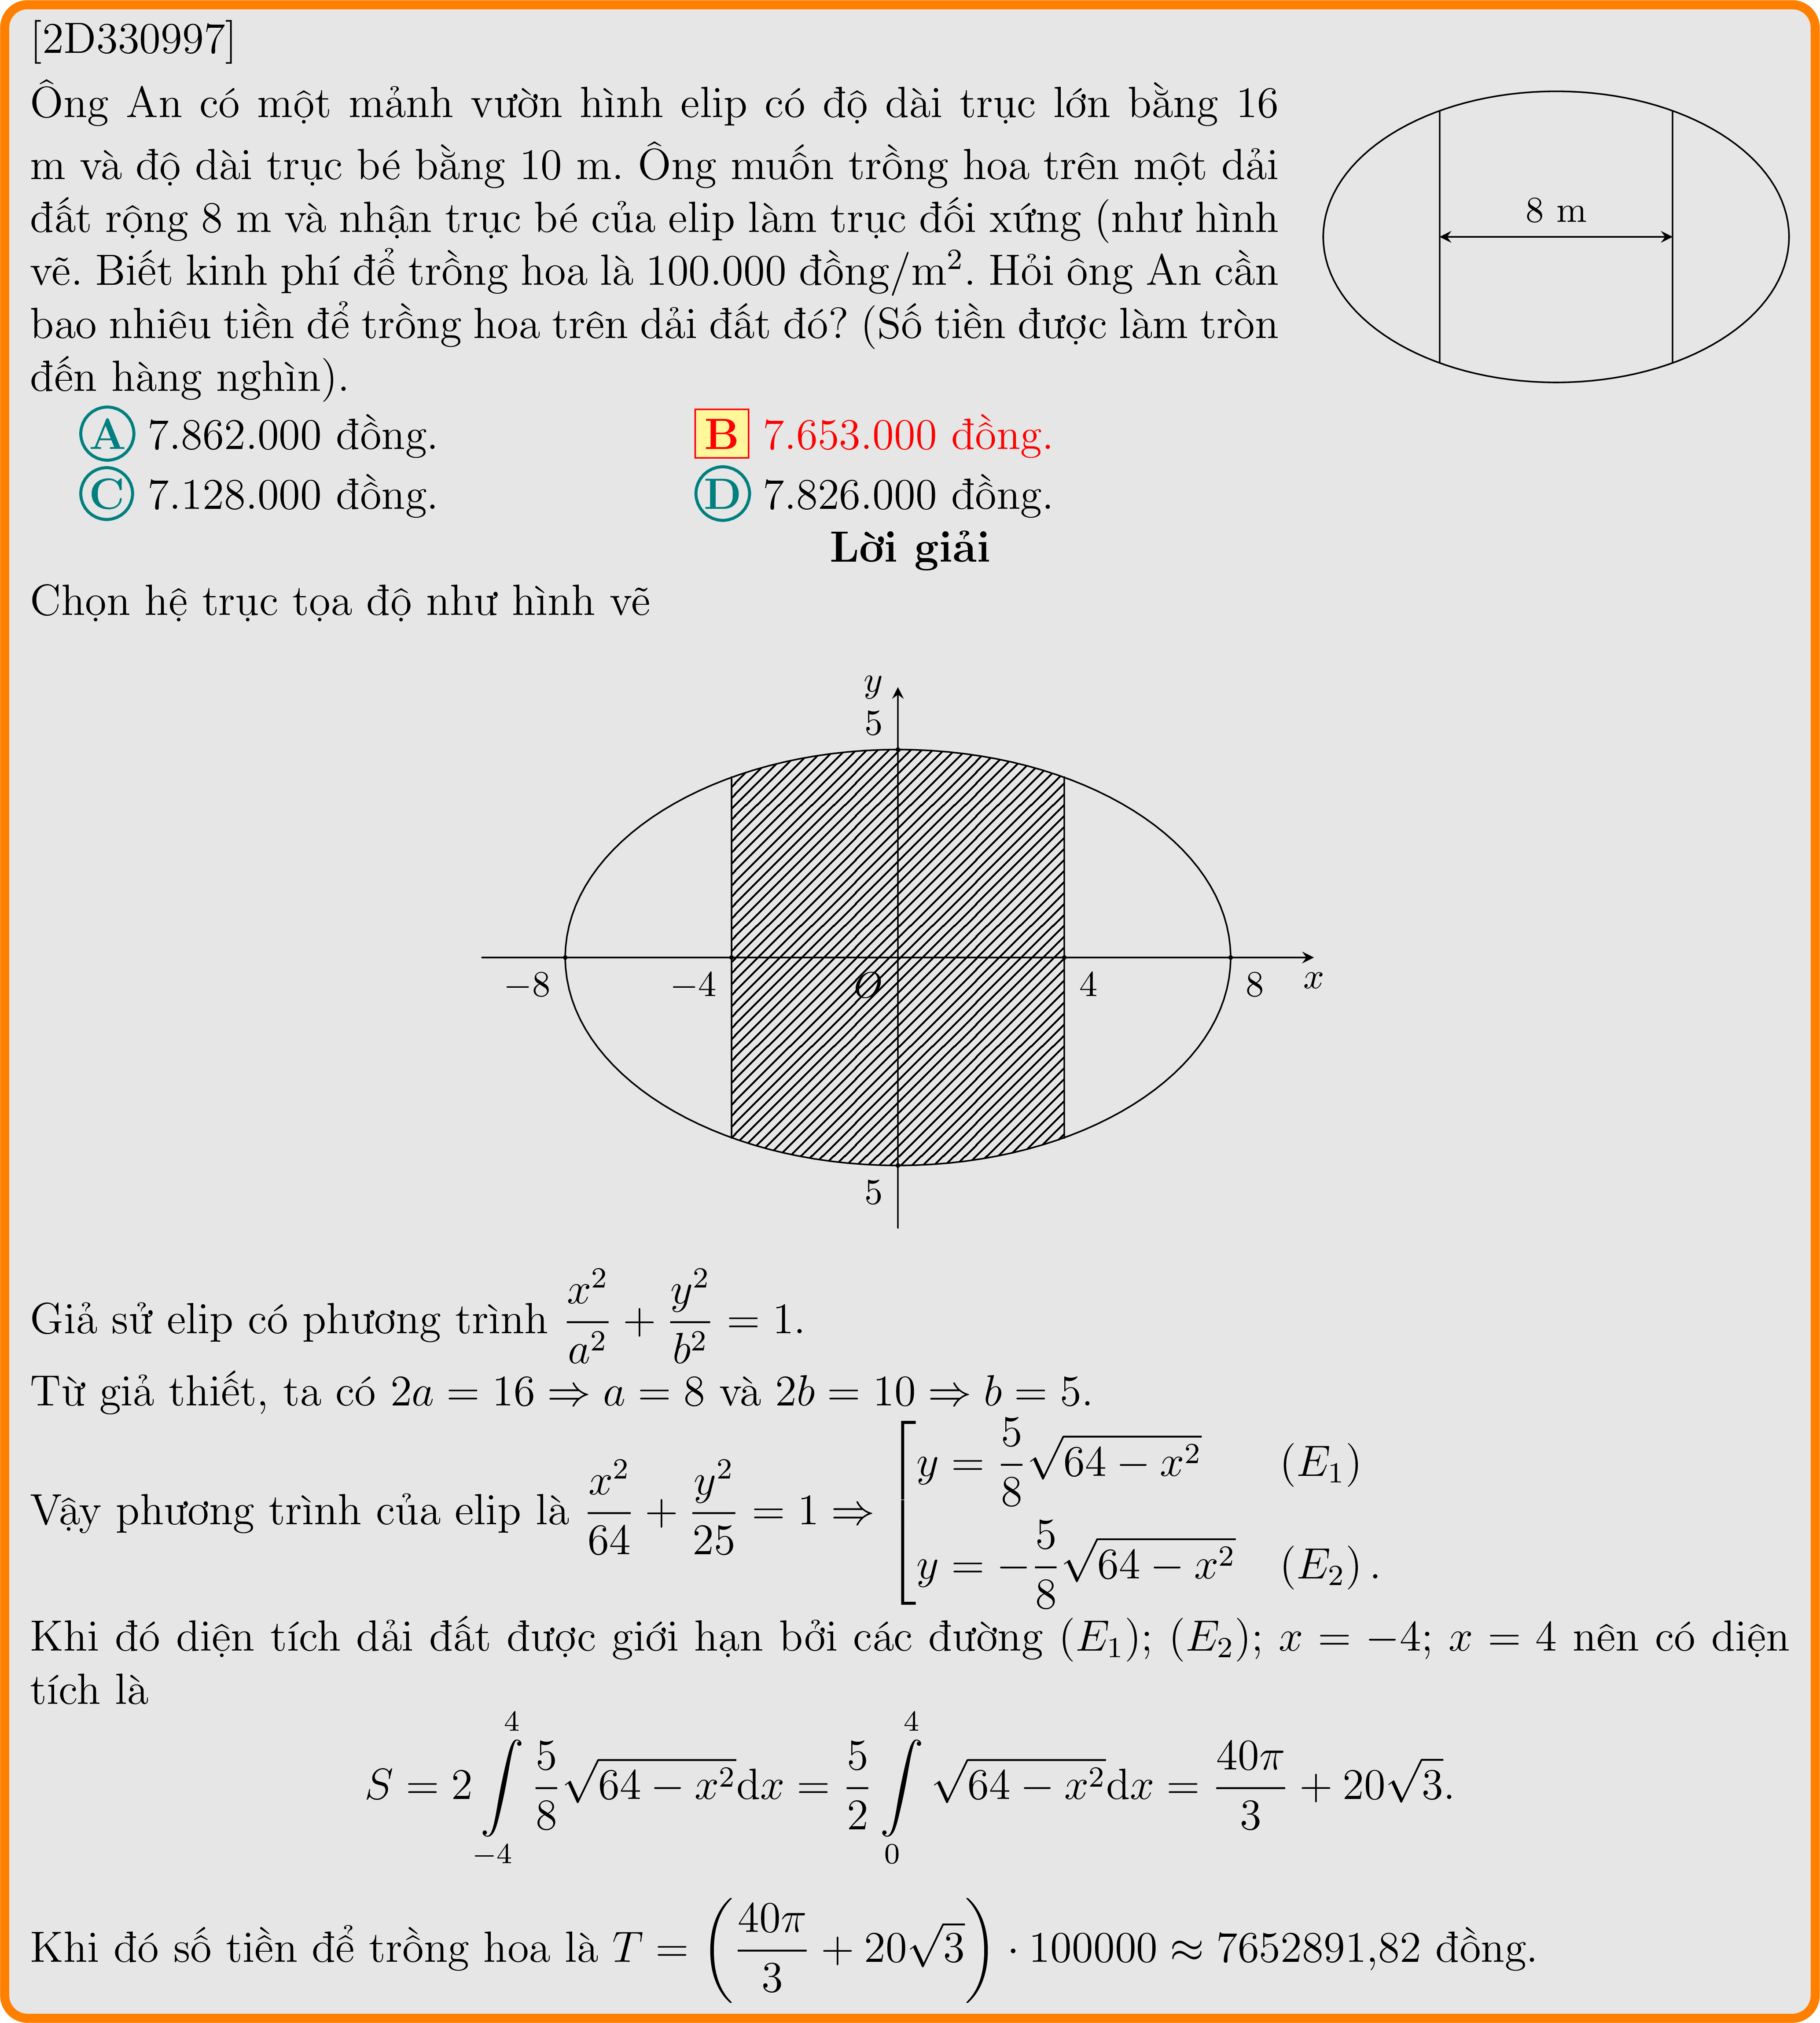 [2D330997]
Ông An có một mảnh vườn hình elip có độ dài trục lớn bằng 16
m và độ dài trục bé bằng 10 m. Ông muốn trồng hoa trên một dải
đất rộng 8 m và nhận trục bé của elip làm trục đối xứng (như hình
vẽ. Biết kinh phí để trồng hoa là 100.000 đồng/m². Hỏi ông An cần
bao nhiêu tiền để trồng hoa trên dải đất đó? (Số tiền được làm tròn
đến hàng nghìn).
8 m
A 7.862.000 đồng.
B 7.653.000 đồng.
C 7.128.000 đồng.
D 7.826.000 đồng.
Lời giải
Chọn hệ trục tọa độ như hình vẽ
y
5
−8 −4 O 4 8 x
5
Giả sử elip có phương trình $\frac{x^2}{a^2} + \frac{y^2}{b^2} = 1$.
Từ giả thiết, ta có 2a = 16 ⇒ a = 8 và 2b = 10 ⇒ b = 5.
Vậy phương trình của elip là $\frac{x^2}{64} + \frac{y^2}{25} = 1 \Rightarrow \left[\begin{array}{ll} y = \frac{5}{8}\sqrt{64 - x^2} & (E_1) \\ y = -\frac{5}{8}\sqrt{64 - x^2} & (E_2). \end{array}\right.$
Khi đó diện tích dải đất được giới hạn bởi các đường (E₁); (E₂); x = −4; x = 4 nên có diện
tích là
$S = 2\int\limits_{-4}^{4} \frac{5}{8}\sqrt{64 - x^2}\mathrm{d}x = \frac{5}{2}\int\limits_{0}^{4} \sqrt{64 - x^2}\mathrm{d}x = \frac{40\pi}{3} + 20\sqrt{3}.$
Khi đó số tiền để trồng hoa là $T = \left(\frac{40\pi}{3} + 20\sqrt{3}\right) \cdot 100000 \approx 7652891{,}82$ đồng.